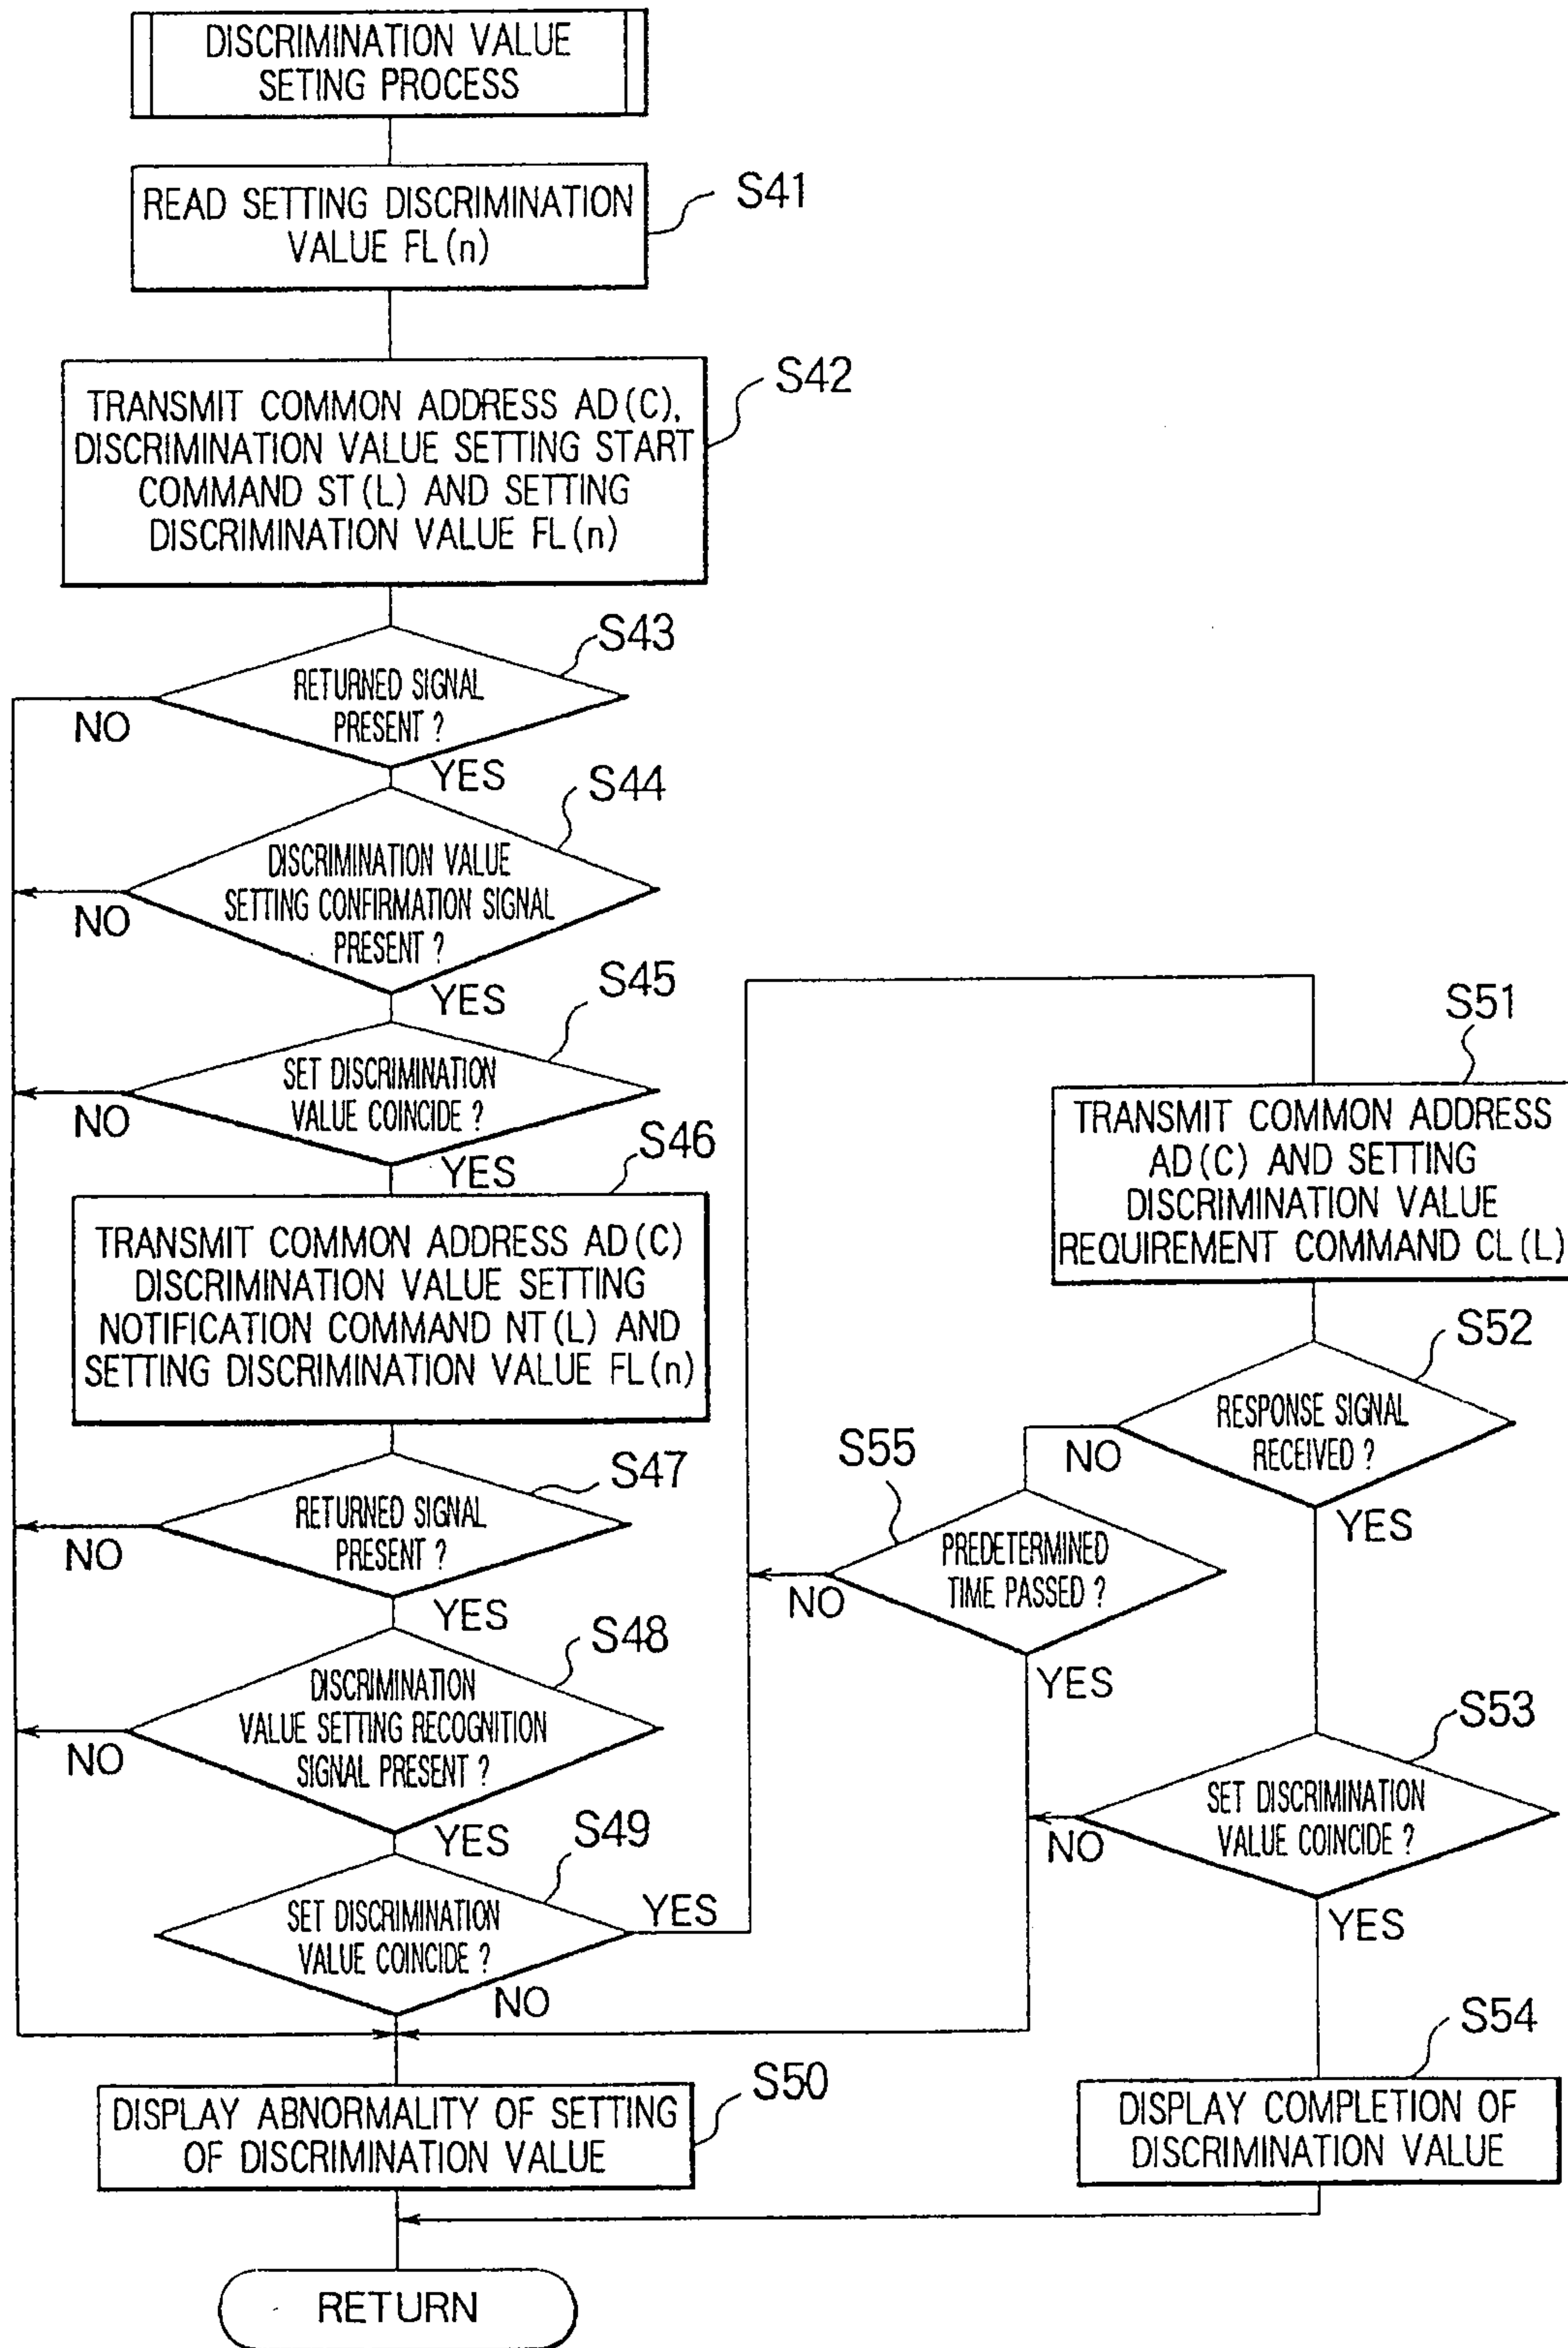 DISCRIMINATION VALUE
SETING PROCESS
READ SETTING DISCRIMINATION
VALUE FL(n)
S41
TRANSMIT COMMON ADDRESS AD(C),
DISCRIMINATION VALUE SETTING START
COMMAND ST(L) AND SETTING
DISCRIMINATION VALUE FL(n)
S42
RETURNED SIGNAL
PRESENT ?
S43
NO
YES
DISCRIMINATION VALUE
SETTING CONFIRMATION SIGNAL
PRESENT ?
S44
NO
YES
SET DISCRIMINATION
VALUE COINCIDE ?
S45
NO
YES
TRANSMIT COMMON ADDRESS AD(C)
DISCRIMINATION VALUE SETTING
NOTIFICATION COMMAND NT(L) AND
SETTING DISCRIMINATION VALUE FL(n)
S46
RETURNED SIGNAL
PRESENT ?
S47
NO
YES
DISCRIMINATION
VALUE SETTING RECOGNITION
SIGNAL PRESENT ?
S48
NO
YES
SET DISCRIMINATION
VALUE COINCIDE ?
S49
YES
NO
DISPLAY ABNORMALITY OF SETTING
OF DISCRIMINATION VALUE
S50
TRANSMIT COMMON ADDRESS
AD(C) AND SETTING
DISCRIMINATION VALUE
REQUIREMENT COMMAND CL(L)
S51
RESPONSE SIGNAL
RECEIVED ?
S52
NO
YES
PREDETERMINED
TIME PASSED ?
S55
NO
YES
SET DISCRIMINATION
VALUE COINCIDE ?
S53
NO
YES
DISPLAY COMPLETION OF
DISCRIMINATION VALUE
S54
RETURN